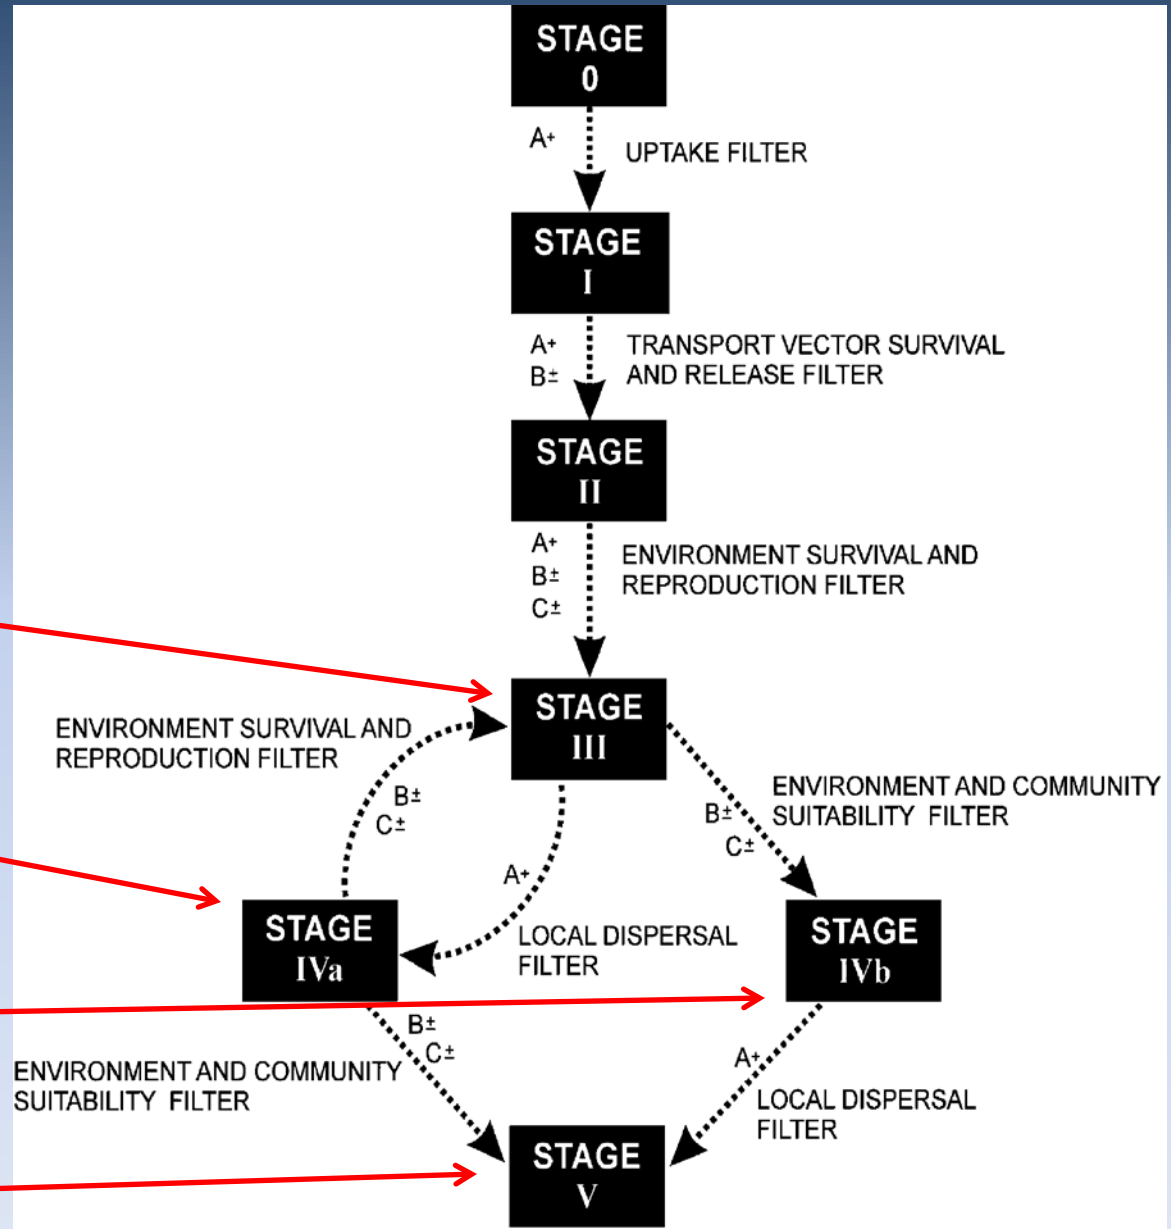 STAGE
0
A+
UPTAKE FILTER
STAGE
I
A+
B±
TRANSPORT VECTOR SURVIVAL
AND RELEASE FILTER
STAGE
II
A+
B±
C±
ENVIRONMENT SURVIVAL AND
REPRODUCTION FILTER
STAGE
III
ENVIRONMENT SURVIVAL AND
REPRODUCTION FILTER
B±
C±
A+
LOCAL DISPERSAL
FILTER
B±
C±
ENVIRONMENT AND COMMUNITY
SUITABILITY FILTER
STAGE
IVa
STAGE
IVb
B±
C±
ENVIRONMENT AND COMMUNITY
SUITABILITY FILTER
A+
LOCAL DISPERSAL
FILTER
STAGE
V